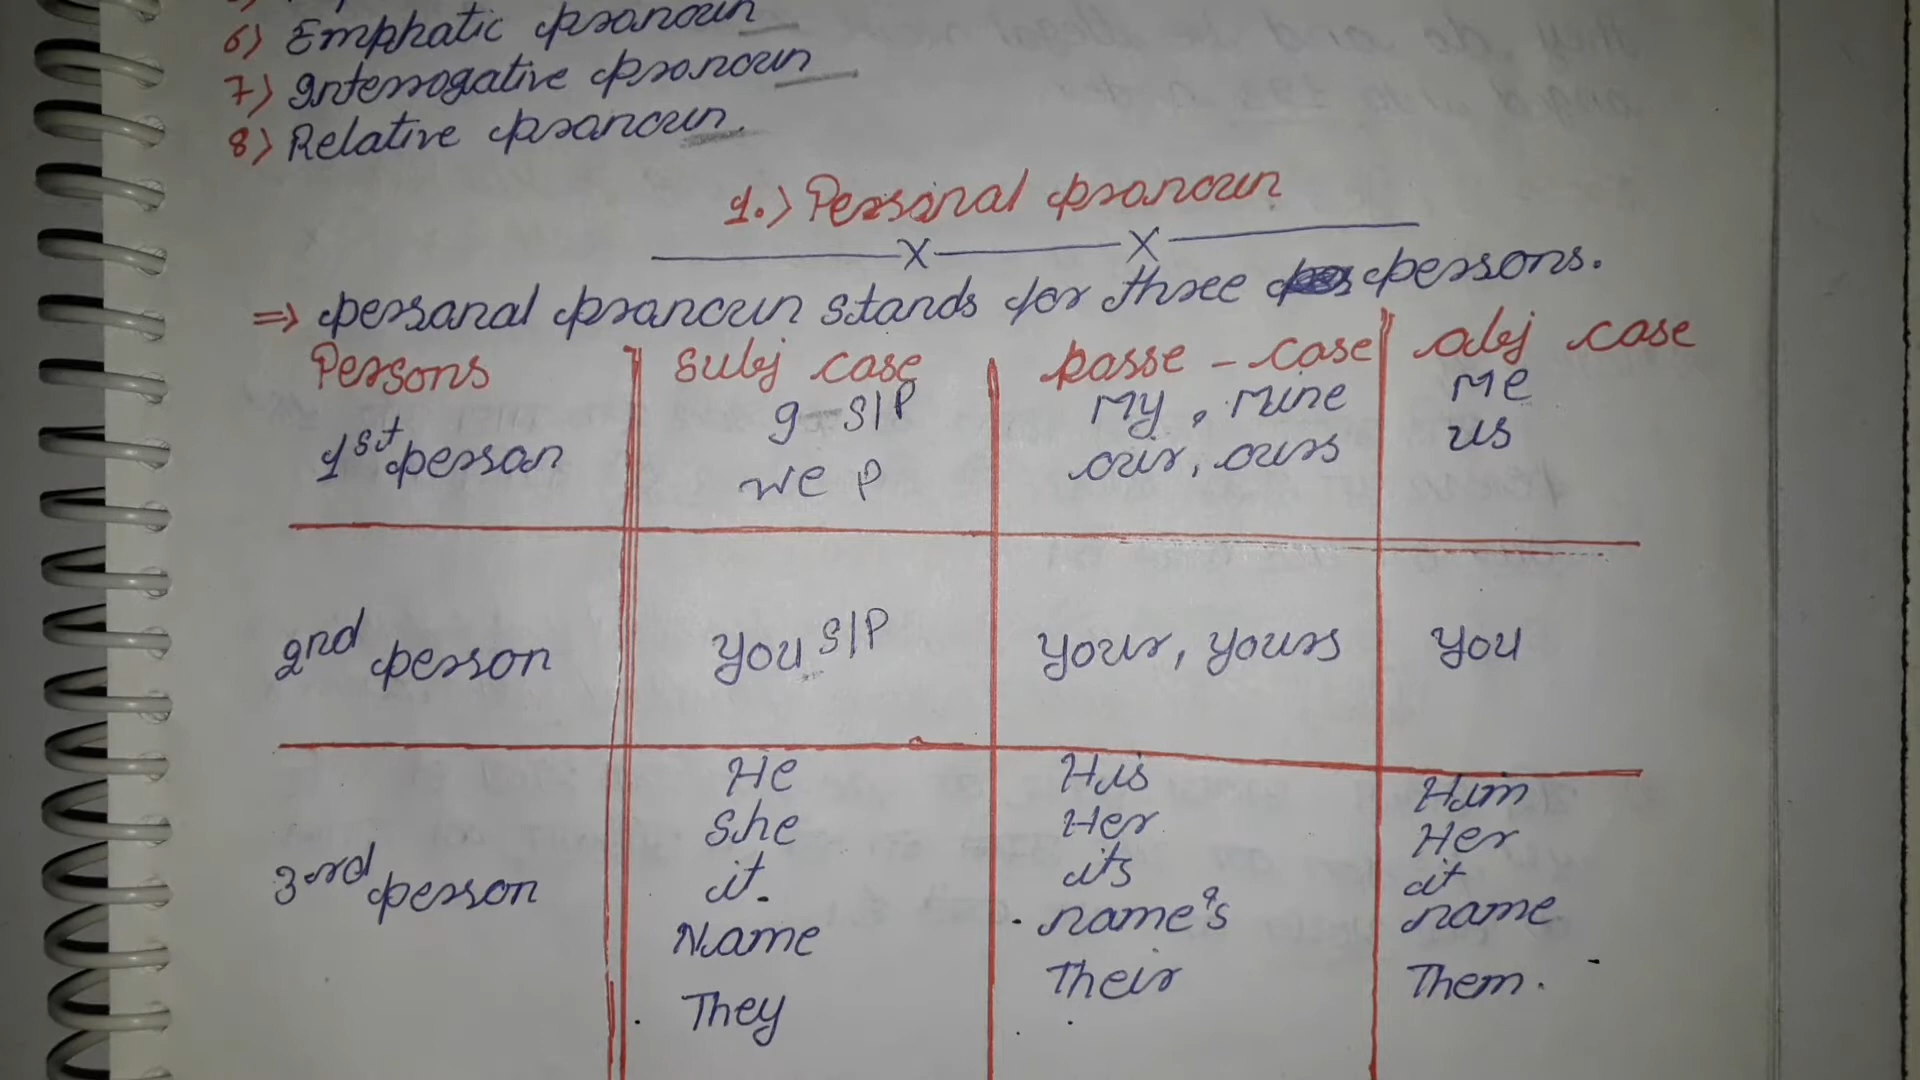 6) Emphatic pronoun
7) Interrogative pronoun
8) Relative pronoun.
1.) Personal pronoun
—x—x—
⇒ personal pronoun stands for three persons.
Persons subj case posse - case obj case
1st person I - S/P my, mine me
we P our, ours us
2nd person you S/P your, yours you
3rd person He His Him
she Her Her
it. its it
Name name's name
They Their Them.